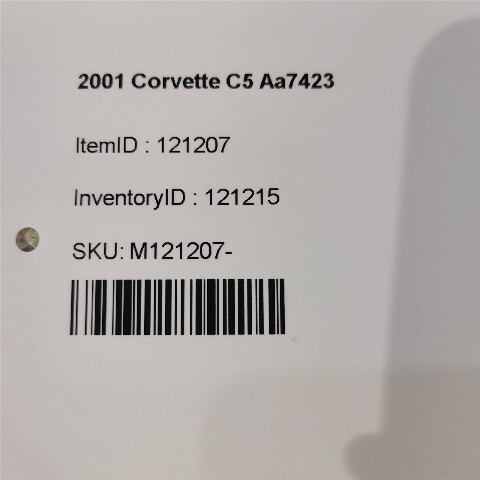 2001 Corvette C5 Aa7423
ItemID : 121207
InventoryID : 121215
SKU: M121207-